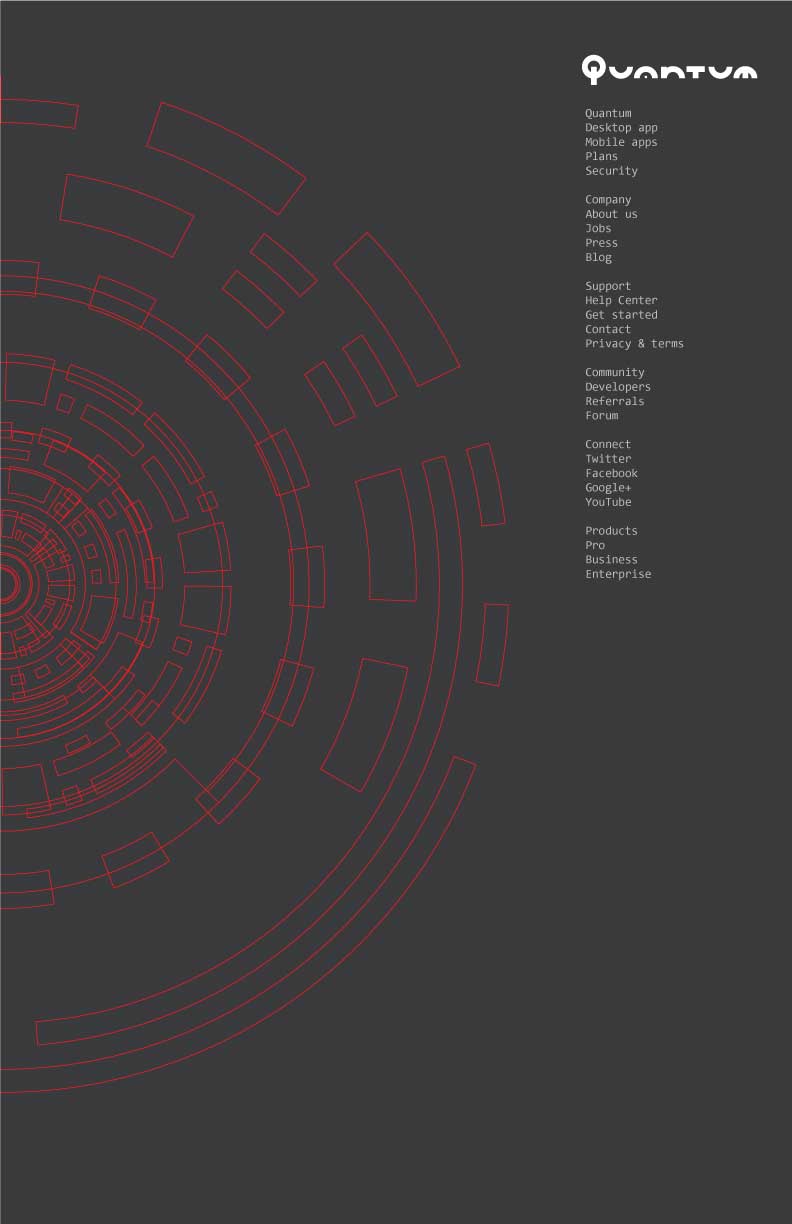 Quantum
Quantum
Desktop app
Mobile apps
Plans
Security
Company
About us
Jobs
Press
Blog
Support
Help Center
Get started
Contact
Privacy & terms
Community
Developers
Referrals
Forum
Connect
Twitter
Facebook
Google+
YouTube
Products
Pro
Business
Enterprise